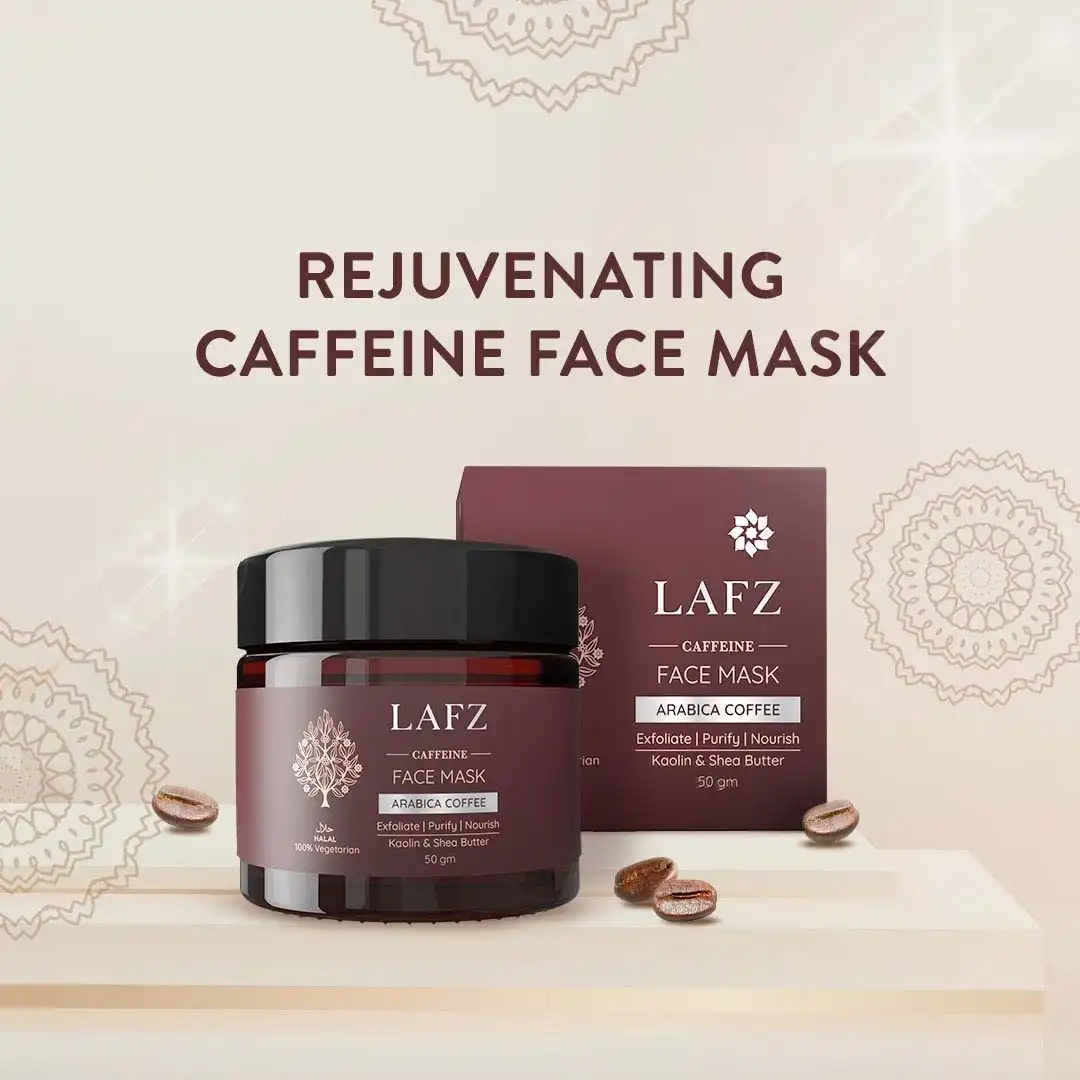 REJUVENATING
CAFFEINE FACE MASK
LAFZ
CAFFEINE
FACE MASK
ARABICA COFFEE
Exfoliate | Purify | Nourish
Kaolin & Shea Butter
50 gm
LAFZ
CAFFEINE
FACE MASK
ARABICA COFFEE
Exfoliate | Purify | Nourish
Kaolin & Shea Butter
50 gm
حلال
HALAL
100% Vegetarian